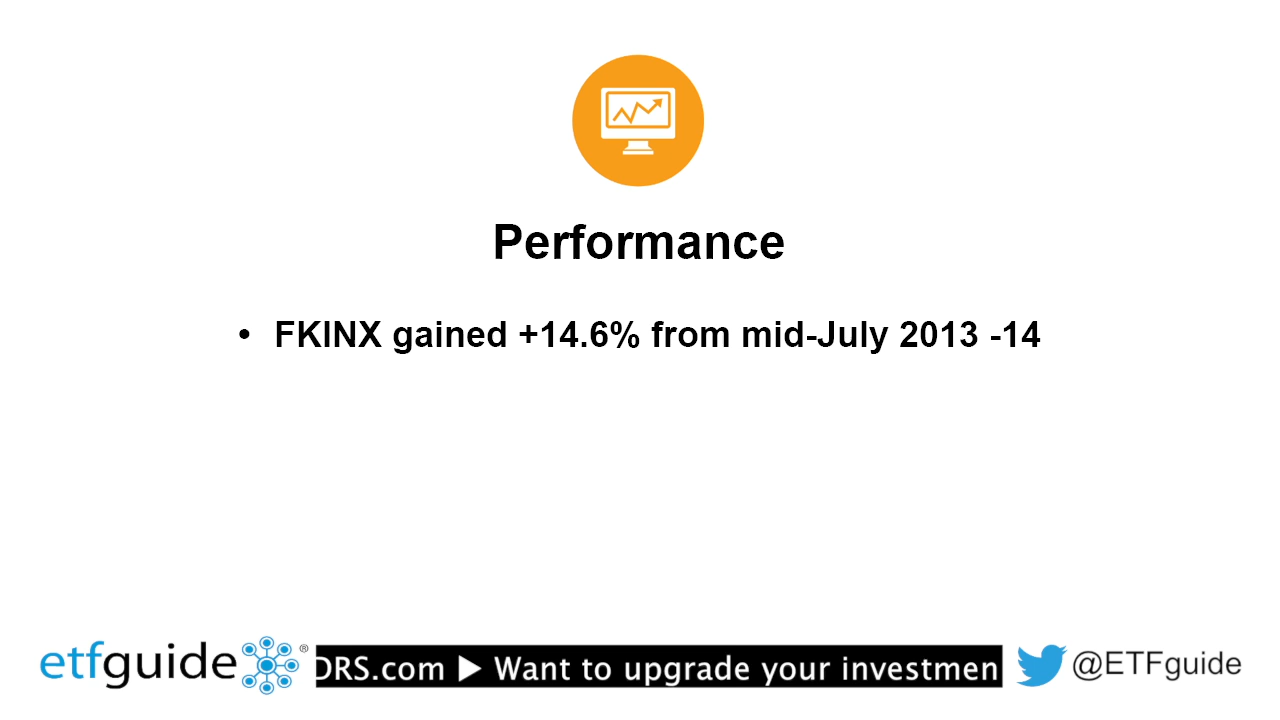 Performance
• FKINX gained +14.6% from mid-July 2013 -14
etfguide®
DRS.com ▶ Want to upgrade your investmen
@ETFguide